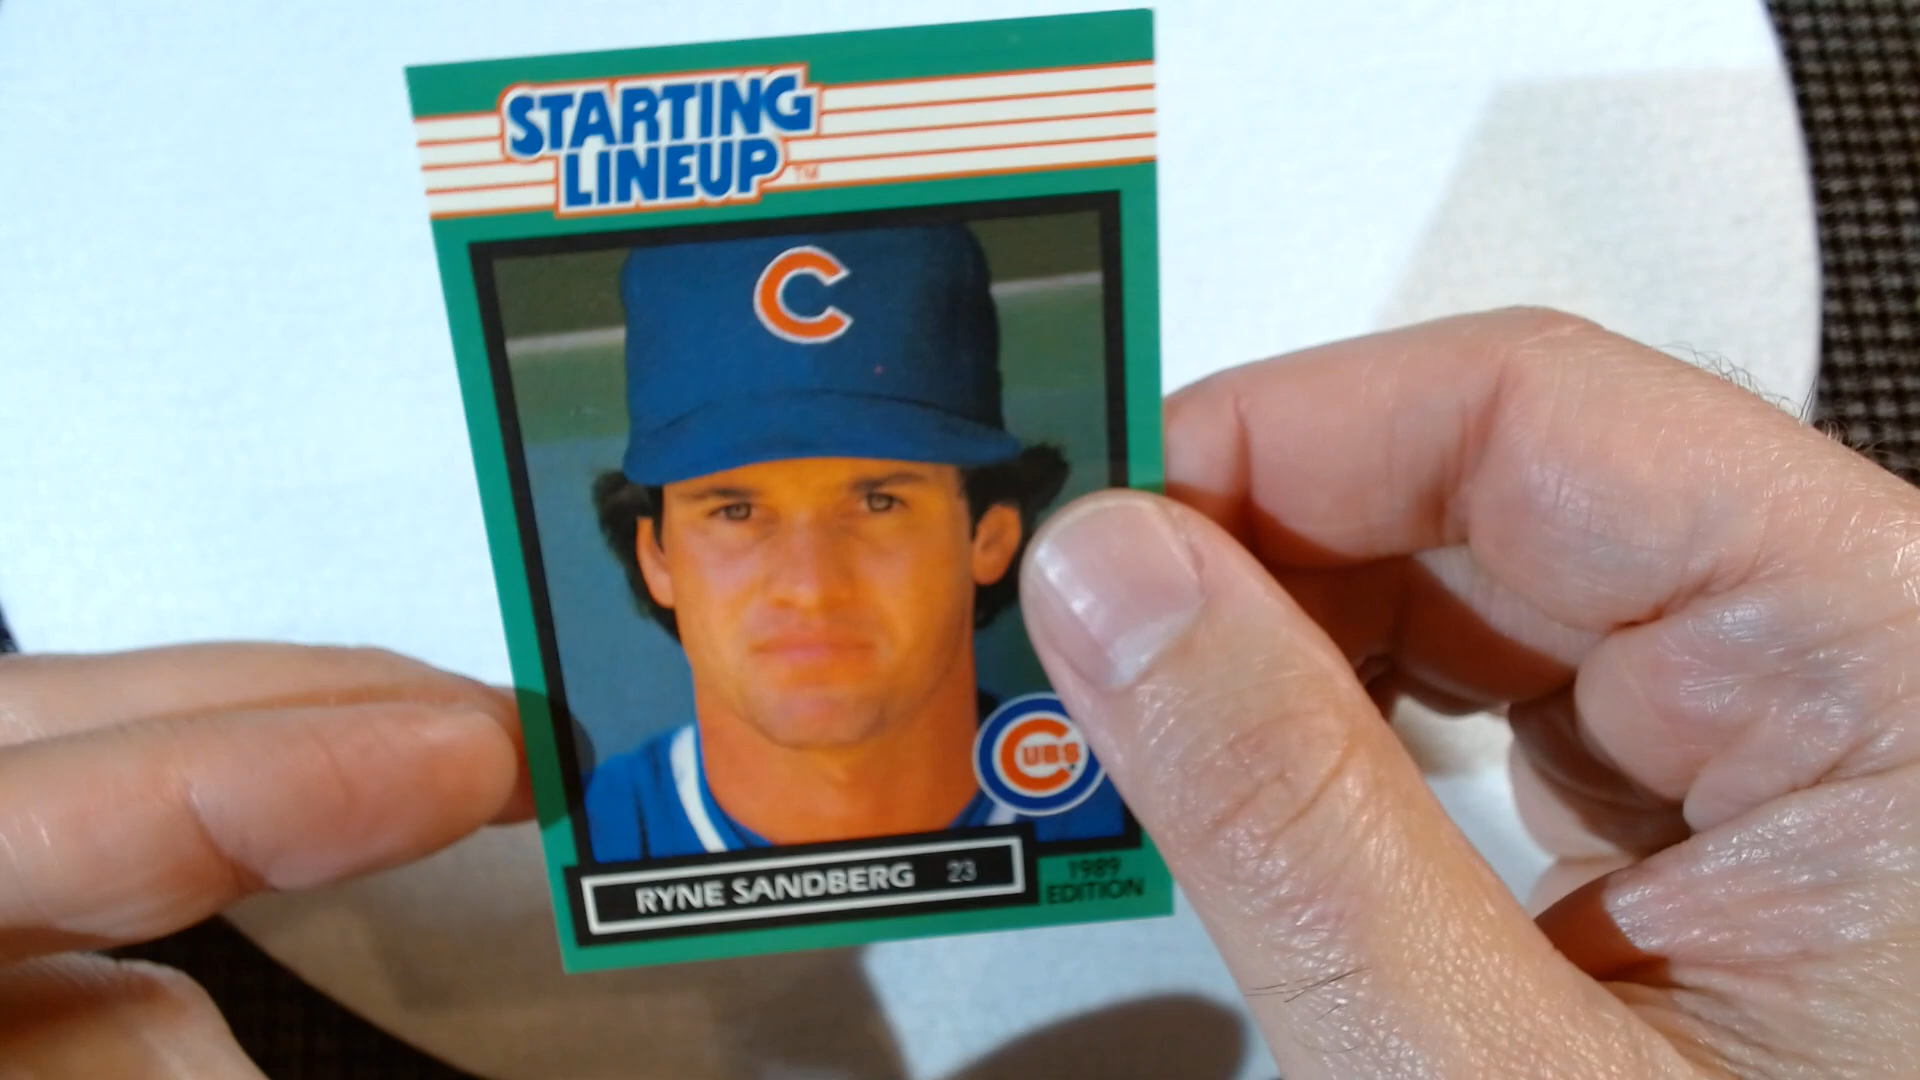 STARTING
LINEUP TM
C
CUBS
RYNE SANDBERG 23
1989
EDITION